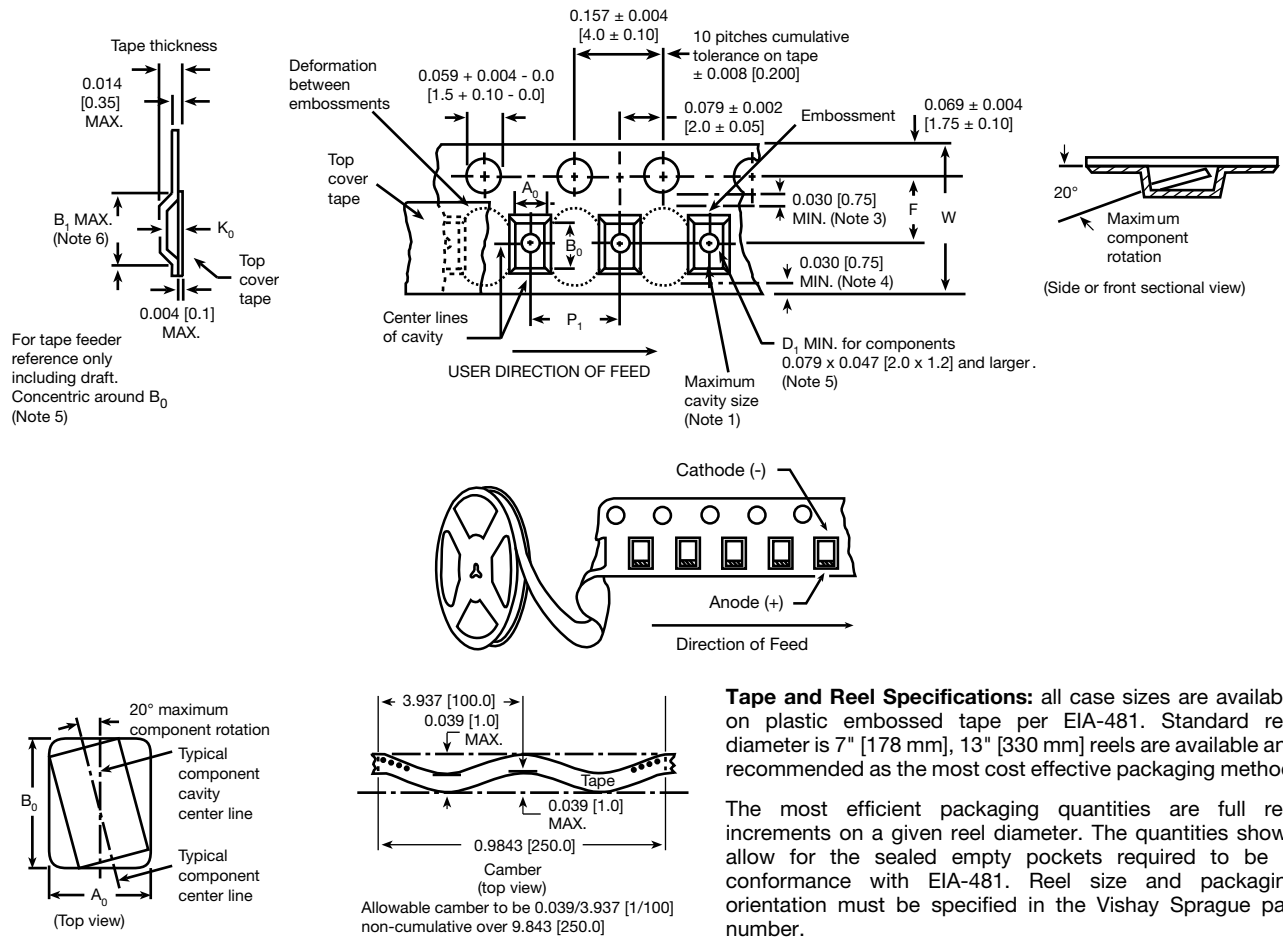 Tape thickness
0.014
[0.35]
MAX.
B1 MAX.
(Note 6)
K0
Top
cover
tape
0.004 [0.1]
MAX.
For tape feeder
reference only
including draft.
Concentric around B0
(Note 5)
Deformation
between
embossments
0.059 + 0.004 - 0.0
[1.5 + 0.10 - 0.0]
0.157 ± 0.004
[4.0 ± 0.10]
10 pitches cumulative
tolerance on tape
± 0.008 [0.200]
0.079 ± 0.002
[2.0 ± 0.05]
Embossment
0.069 ± 0.004
[1.75 ± 0.10]
Top
cover
tape
A0
B0
0.030 [0.75]
MIN. (Note 3)
F
W
0.030 [0.75]
MIN. (Note 4)
Center lines
of cavity
P1
USER DIRECTION OF FEED
Maximum
cavity size
(Note 1)
D1 MIN. for components
0.079 x 0.047 [2.0 x 1.2] and larger.
(Note 5)
20°
Maximum
component
rotation
(Side or front sectional view)
Cathode (-)
Anode (+)
Direction of Feed
20° maximum
component rotation
Typical
component
cavity
center line
B0
A0
Typical
component
center line
(Top view)
3.937 [100.0]
0.039 [1.0]
MAX.
Tape
0.039 [1.0]
MAX.
0.9843 [250.0]
Camber
(top view)
Allowable camber to be 0.039/3.937 [1/100]
non-cumulative over 9.843 [250.0]
Tape and Reel Specifications: all case sizes are availab
on plastic embossed tape per EIA-481. Standard re
diameter is 7" [178 mm], 13" [330 mm] reels are available an
recommended as the most cost effective packaging metho
The most efficient packaging quantities are full re
increments on a given reel diameter. The quantities show
allow for the sealed empty pockets required to be
conformance with EIA-481. Reel size and packagin
orientation must be specified in the Vishay Sprague pa
number.